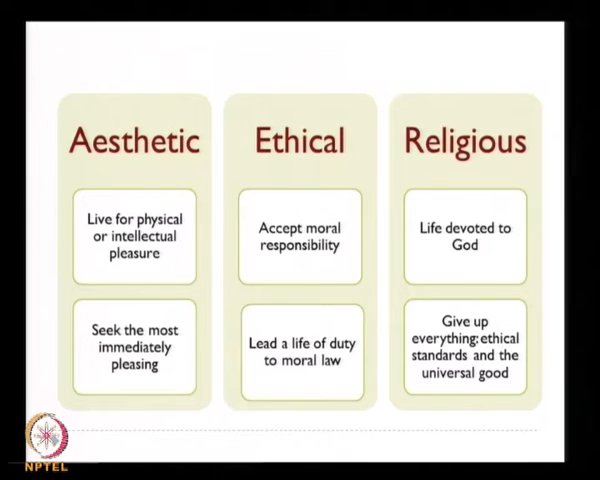 Aesthetic
Live for physical
or intellectual
pleasure
Seek the most
immediately
pleasing
Ethical
Accept moral
responsibility
Lead a life of duty
to moral law
Religious
Life devoted to
God
Give up
everything: ethical
standards and the
universal good
NPTEL